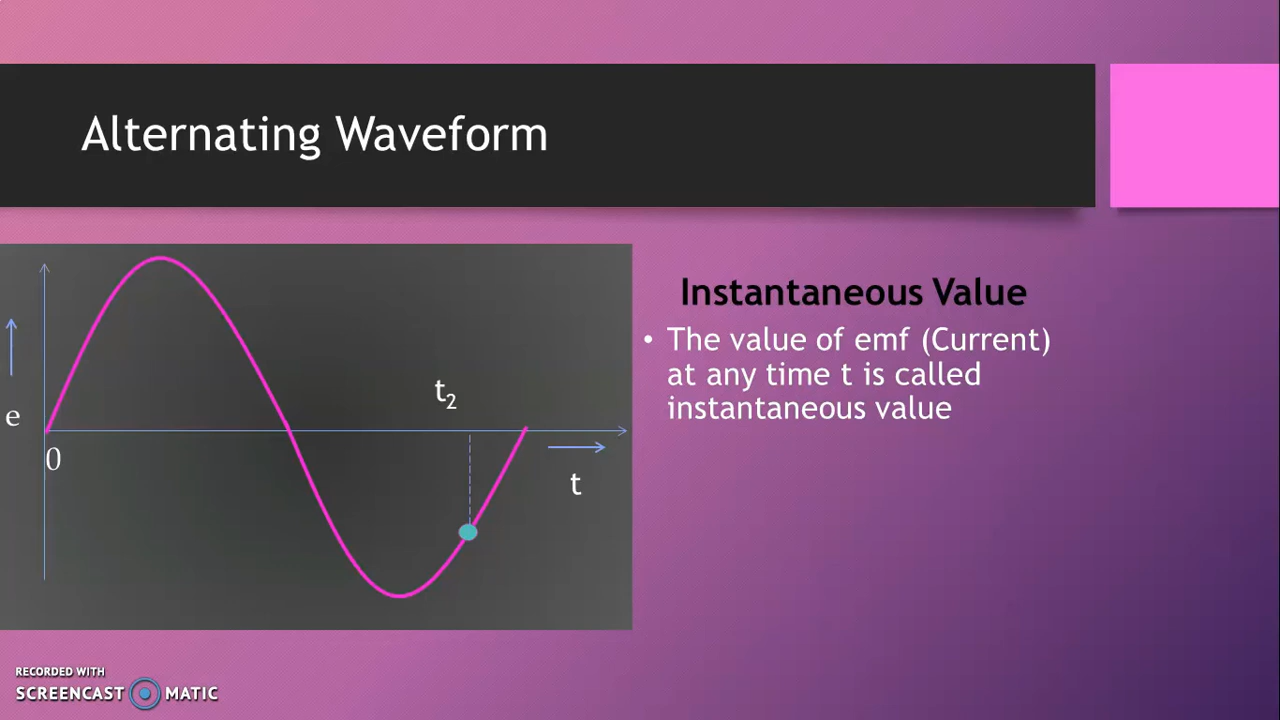 Alternating Waveform
Instantaneous Value
• The value of emf (Current)
at any time t is called
instantaneous value
t₂
e
0
t
RECORDED WITH
SCREENCAST MATIC